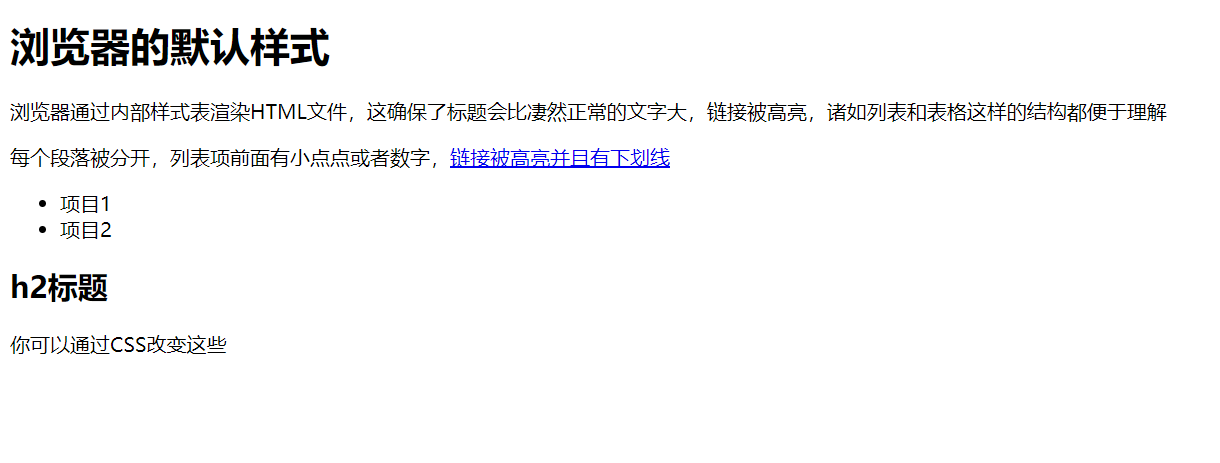 浏览器的默认样式
浏览器通过内部样式表渲染HTML文件，这确保了标题会比凄然正常的文字大，链接被高亮，诸如列表和表格这样的结构都便于理解
每个段落被分开，列表项前面有小点点或者数字，链接被高亮并且有下划线
• 项目1
• 项目2
h2标题
你可以通过CSS改变这些